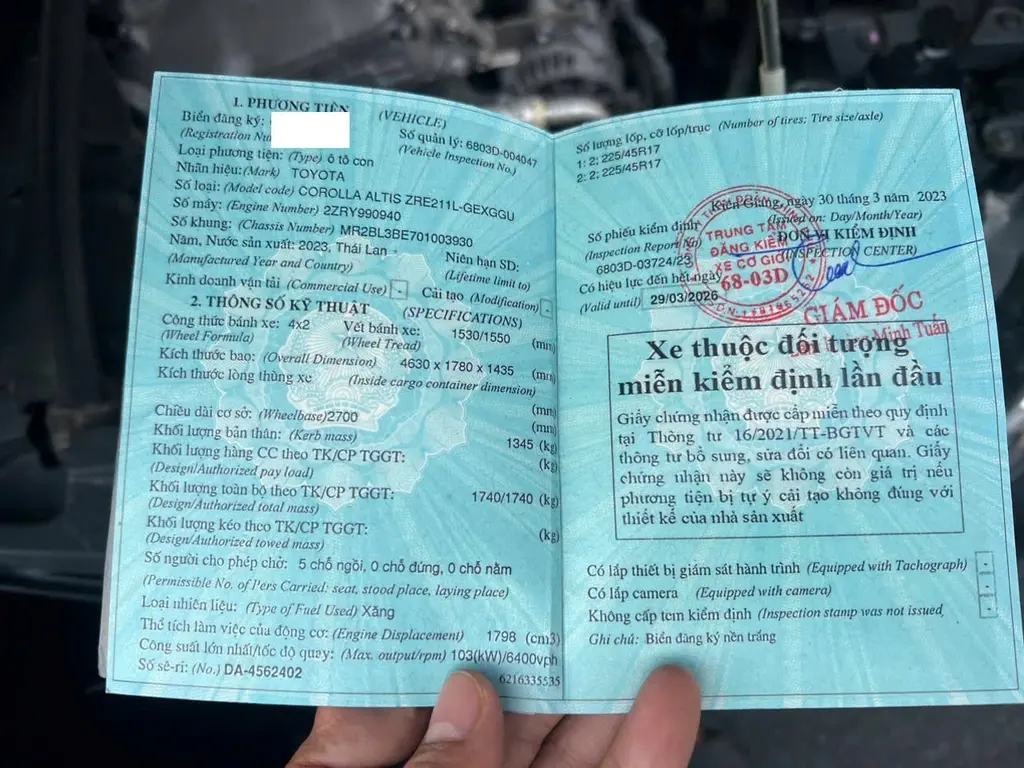 1. PHƯƠNG TIỆN (VEHICLE)
Biển đăng ký:
(Registration Nu
Số quản lý: 6803D-004047
(Vehicle Inspection No.)
Loại phương tiện: (Type) ô tô con
Nhãn hiệu: (Mark) TOYOTA
Số loại: (Model code) COROLLA ALTIS ZRE211L-GEXGGU
Số máy: (Engine Number) 2ZRY990940
Số khung: (Chassis Number) MR2BL3BE701003930
Năm, Nước sản xuất: 2023, Thái Lan
(Manufactured Year and Country)
Niên hạn SD:
(Lifetime limit to)
Kinh doanh vận tải (Commercial Use) - Cải tạo (Modification) -
2. THÔNG SỐ KỸ THUẬT (SPECIFICATIONS)
Công thức bánh xe: 4x2
(Wheel Formula)
Vết bánh xe: 1530/1550 (mm)
(Wheel Tread)
Kích thước bao: (Overall Dimension) 4630 x 1780 x 1435 (mm)
Kích thước lòng thùng xe (Inside cargo container dimension)
(mm)
Chiều dài cơ sở: (Wheelbase) 2700 (mm)
Khối lượng bản thân: (Kerb mass) 1345 (kg)
Khối lượng hàng CC theo TK/CP TGGT: (kg)
(Design/Authorized pay load)
Khối lượng toàn bộ theo TK/CP TGGT: 1740/1740 (kg)
(Design/Authorized total mass)
Khối lượng kéo theo TK/CP TGGT: (kg)
(Design/Authorized towed mass)
Số người cho phép chở: 5 chỗ ngồi, 0 chỗ đứng, 0 chỗ nằm
(Permissible No. of Pers Carried: seat, stood place, laying place)
Loại nhiên liệu: (Type of Fuel Used) Xăng
Thể tích làm việc của động cơ: (Engine Displacement) 1798 (cm3)
Công suất lớn nhất/tốc độ quay: (Max. output/rpm) 103(kW)/6400vph
Số sê-ri: (No.) DA-4562402
6216335535
Số lượng lốp, cỡ lốp/trục (Number of tires; Tire size/axle)
1: 2; 225/45R17
2: 2; 225/45R17
Kiên Giang, ngày 30 tháng 3 năm 2023
(Issued on: Day/Month/Year)
Số phiếu kiểm định
(Inspection Report No)
6803D-03724/23
ĐƠN VỊ KIỂM ĐỊNH
(INSPECTION CENTER)
Có hiệu lực đến hết ngày
(Valid until) 29/03/2026
TRUNG TÂM
ĐĂNG KIỂM
XE CƠ GIỚI
68-03D
GIÁM ĐỐC
Minh Tuấn
Xe thuộc đối tượng
miễn kiểm định lần đầu
Giấy chứng nhận được cấp miễn theo quy định
tại Thông tư 16/2021/TT-BGTVT và các
thông tư bổ sung, sửa đổi có liên quan. Giấy
chứng nhận này sẽ không còn giá trị nếu
phương tiện bị tự ý cải tạo không đúng với
thiết kế của nhà sản xuất
Có lắp thiết bị giám sát hành trình (Equipped with Tachograph) -
Có lắp camera (Equipped with camera) -
Không cấp tem kiểm định (Inspection stamp was not issued) -
Ghi chú: Biển đăng ký nền trắng